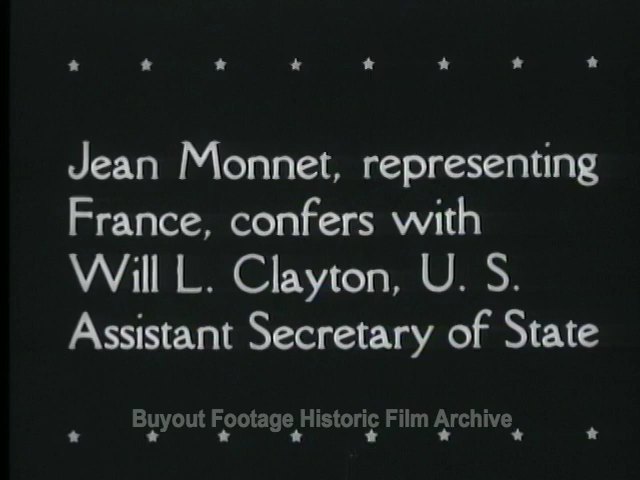 Jean Monnet, representing
France, confers with
Will L. Clayton, U. S.
Assistant Secretary of State
Buyout Footage Historic Film Archive